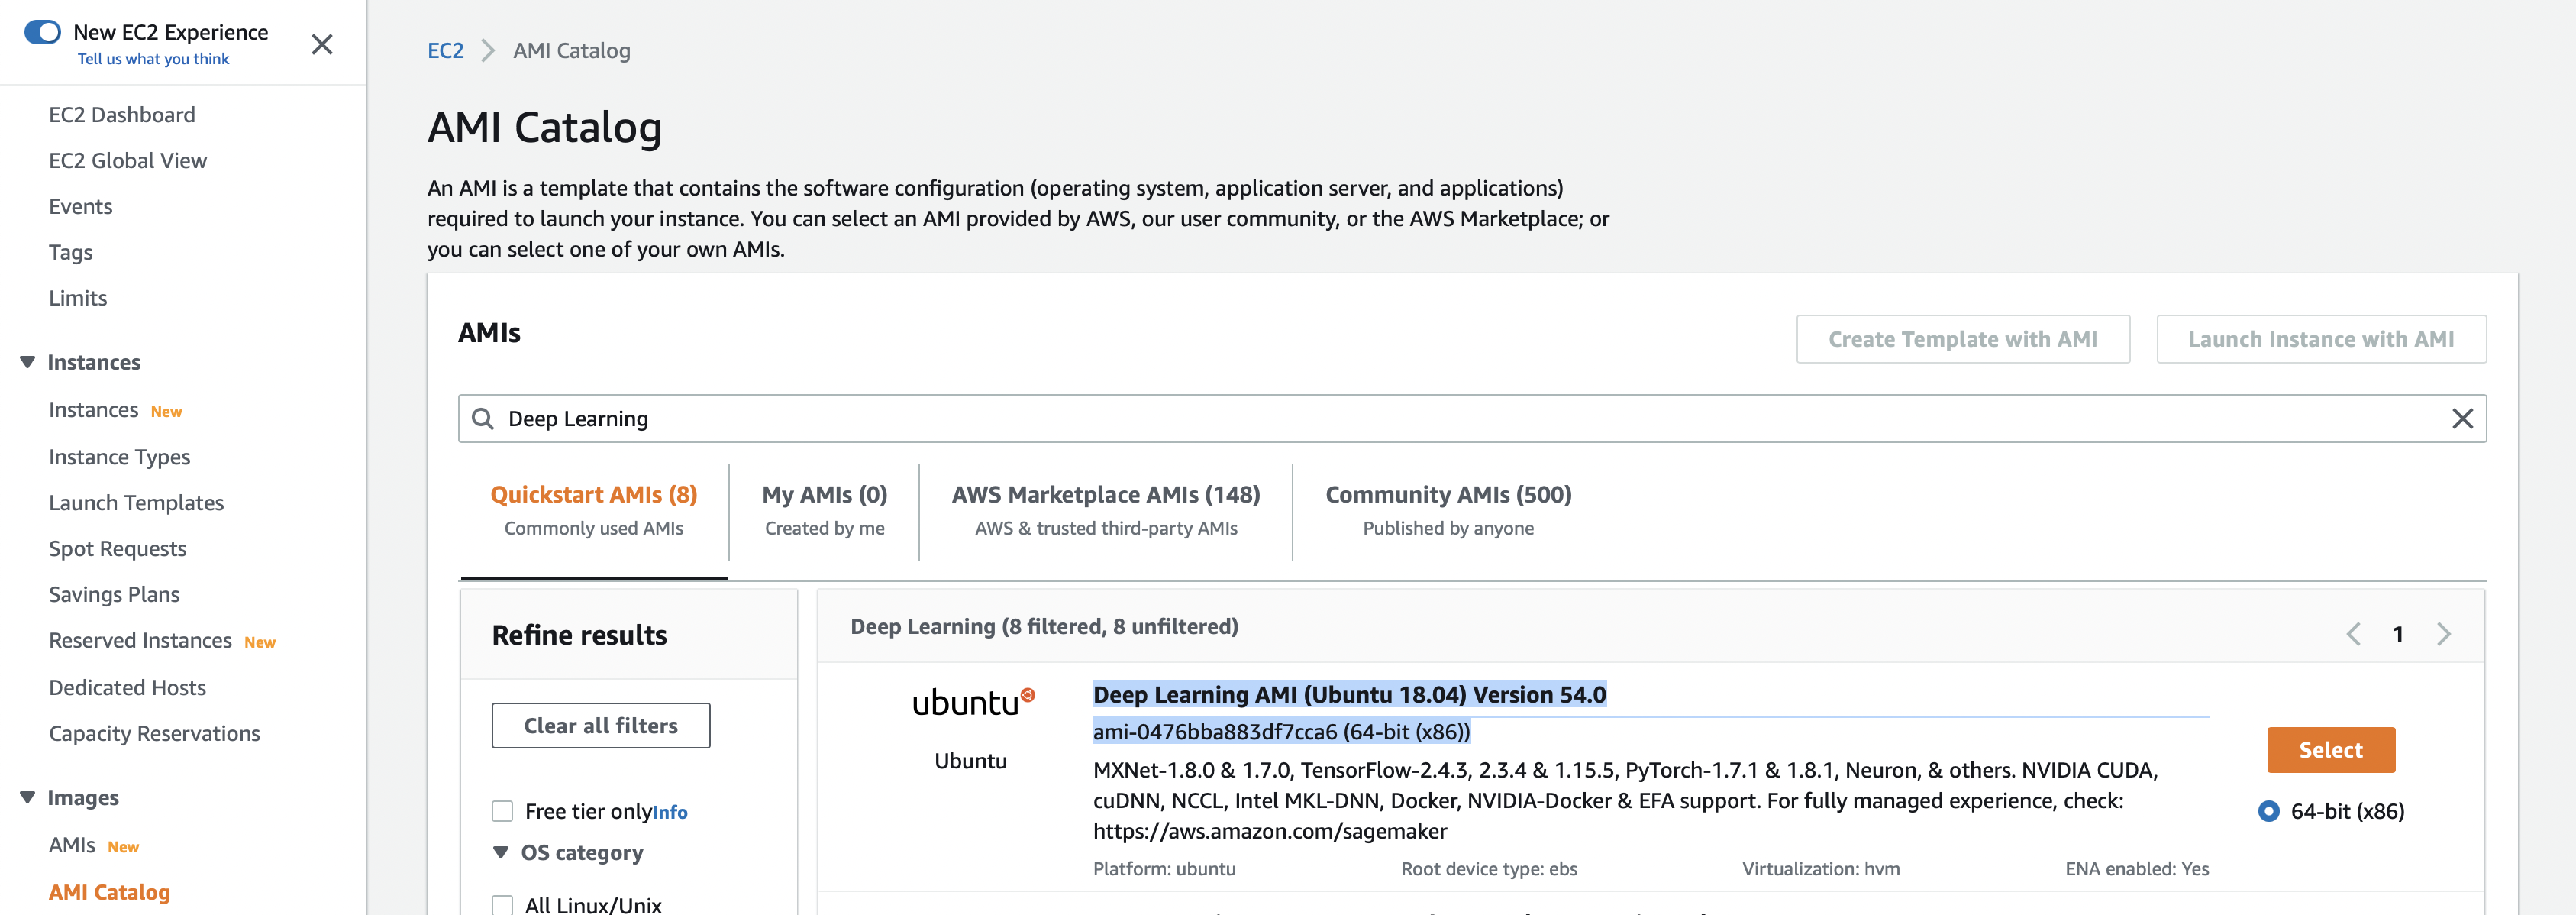 New EC2 Experience
Tell us what you think
EC2 Dashboard
EC2 Global View
Events
Tags
Limits
Instances
Instances New
Instance Types
Launch Templates
Spot Requests
Savings Plans
Reserved Instances New
Dedicated Hosts
Capacity Reservations
Images
AMIs New
AMI Catalog
EC2 AMI Catalog
AMI Catalog
An AMI is a template that contains the software configuration (operating system, application server, and applications)
required to launch your instance. You can select an AMI provided by AWS, our user community, or the AWS Marketplace; or
you can select one of your own AMIs.
AMIs
Create Template with AMI
Launch Instance with AMI
Deep Learning
Quickstart AMIs (8)
Commonly used AMIs
My AMIs (0)
Created by me
AWS Marketplace AMIs (148)
AWS & trusted third-party AMIs
Community AMIs (500)
Published by anyone
Refine results
Clear all filters
Free tier only Info
OS category
All Linux/Unix
Deep Learning (8 filtered, 8 unfiltered)
1
ubuntu
Ubuntu
Deep Learning AMI (Ubuntu 18.04) Version 54.0
ami-0476bba883df7cca6 (64-bit (x86))
MXNet-1.8.0 & 1.7.0, TensorFlow-2.4.3, 2.3.4 & 1.15.5, PyTorch-1.7.1 & 1.8.1, Neuron, & others. NVIDIA CUDA,
cuDNN, NCCL, Intel MKL-DNN, Docker, NVIDIA-Docker & EFA support. For fully managed experience, check:
https://aws.amazon.com/sagemaker
Platform: ubuntu Root device type: ebs Virtualization: hvm ENA enabled: Yes
Select
64-bit (x86)